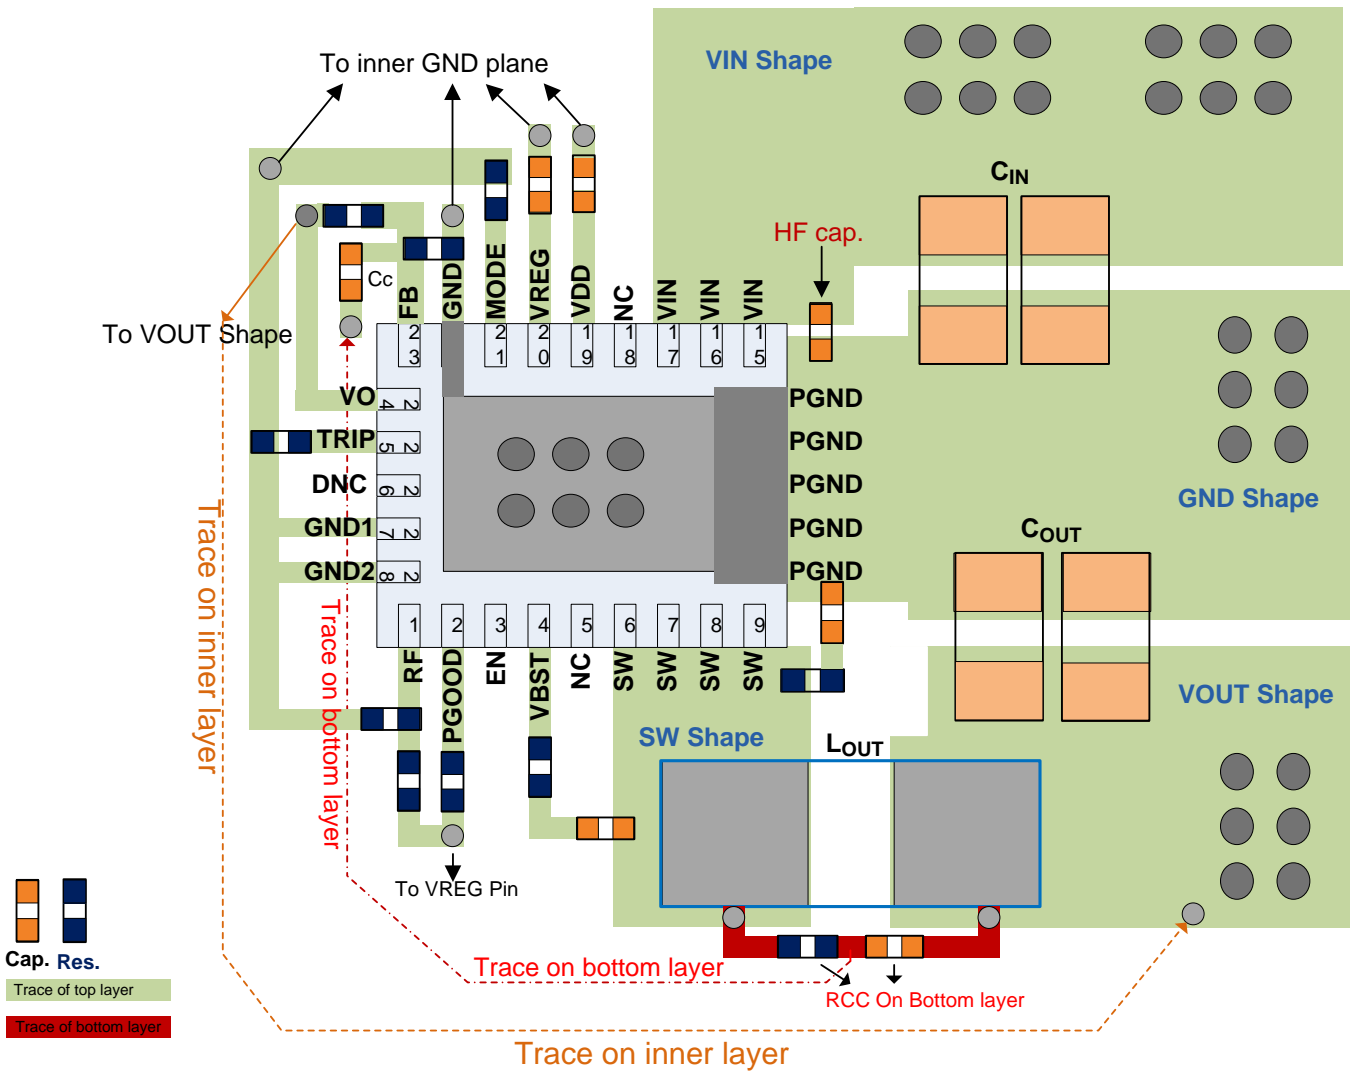 To inner GND plane
VIN Shape
C_IN
HF cap.
Cc
FB
GND
MODE
VREG
VDD
NC
VIN
VIN
VIN
To VOUT Shape
23
21
20
19
18
17
16
15
VO
24
PGND
TRIP
25
PGND
DNC
26
PGND
GND1
27
PGND
GND2
28
PGND
GND Shape
C_OUT
1
2
3
4
5
6
7
8
9
RF
PGOOD
EN
VBST
NC
SW
SW
SW
SW
VOUT Shape
SW Shape
L_OUT
Trace on inner layer
Trace on bottom layer
To VREG Pin
Cap. Res.
Trace on bottom layer
Trace of top layer
RCC On Bottom layer
Trace of bottom layer
Trace on inner layer